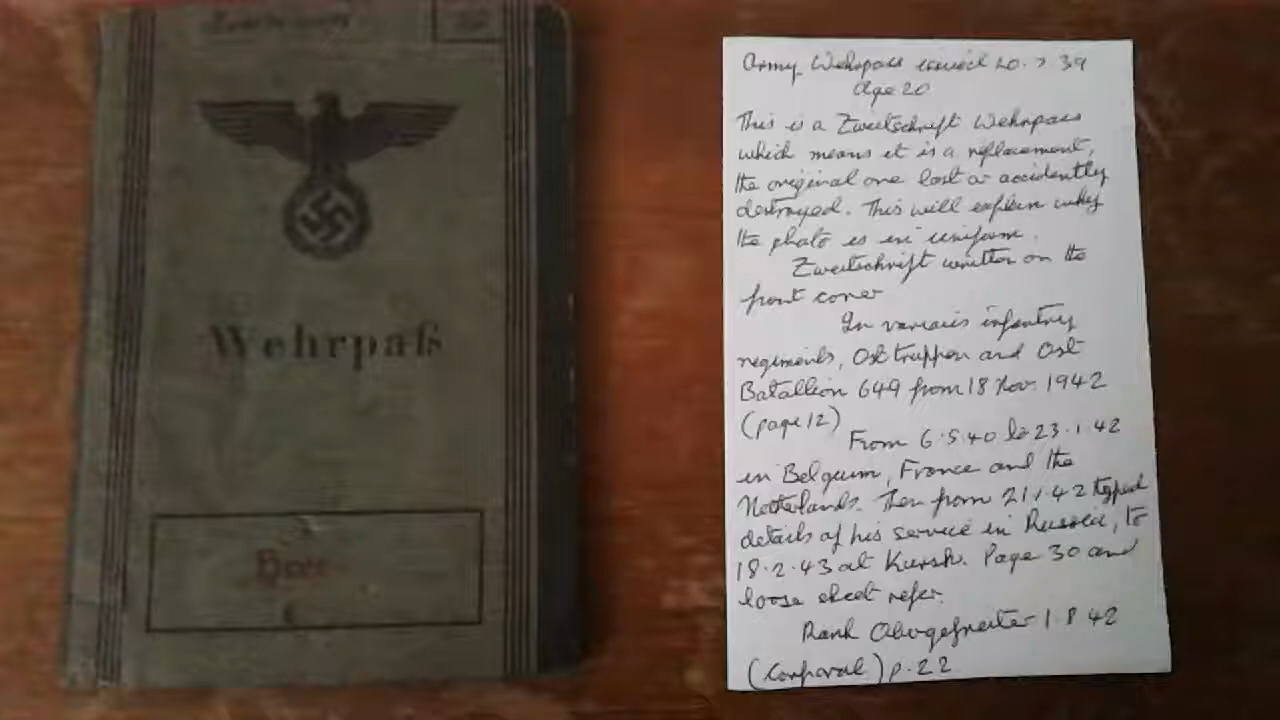 Wehrpaß
Heer
Army Wehrpass issued 20. 7 39
Age 20
This is a Zweitschrift Wehrpass
which means it is a replacement,
the original one lost or accidently
destroyed. This will explain why
the photo is in uniform.
Zweitschrift written on the
front cover
In various infantry
regiments, Ost truppen and Ost
Batallion 649 from 18 Nov. 1942
(page 12)
From 6.5.40 to 23.1.42
in Belgium, France and the
Netherlands. Then from 21.1.42 typed
details of his service in Russia, to
18.2.43 at Kursk. Page 30 and
loose sheet refer.
Rank Obergefreiter 1.8 42
(Corporal) p.22